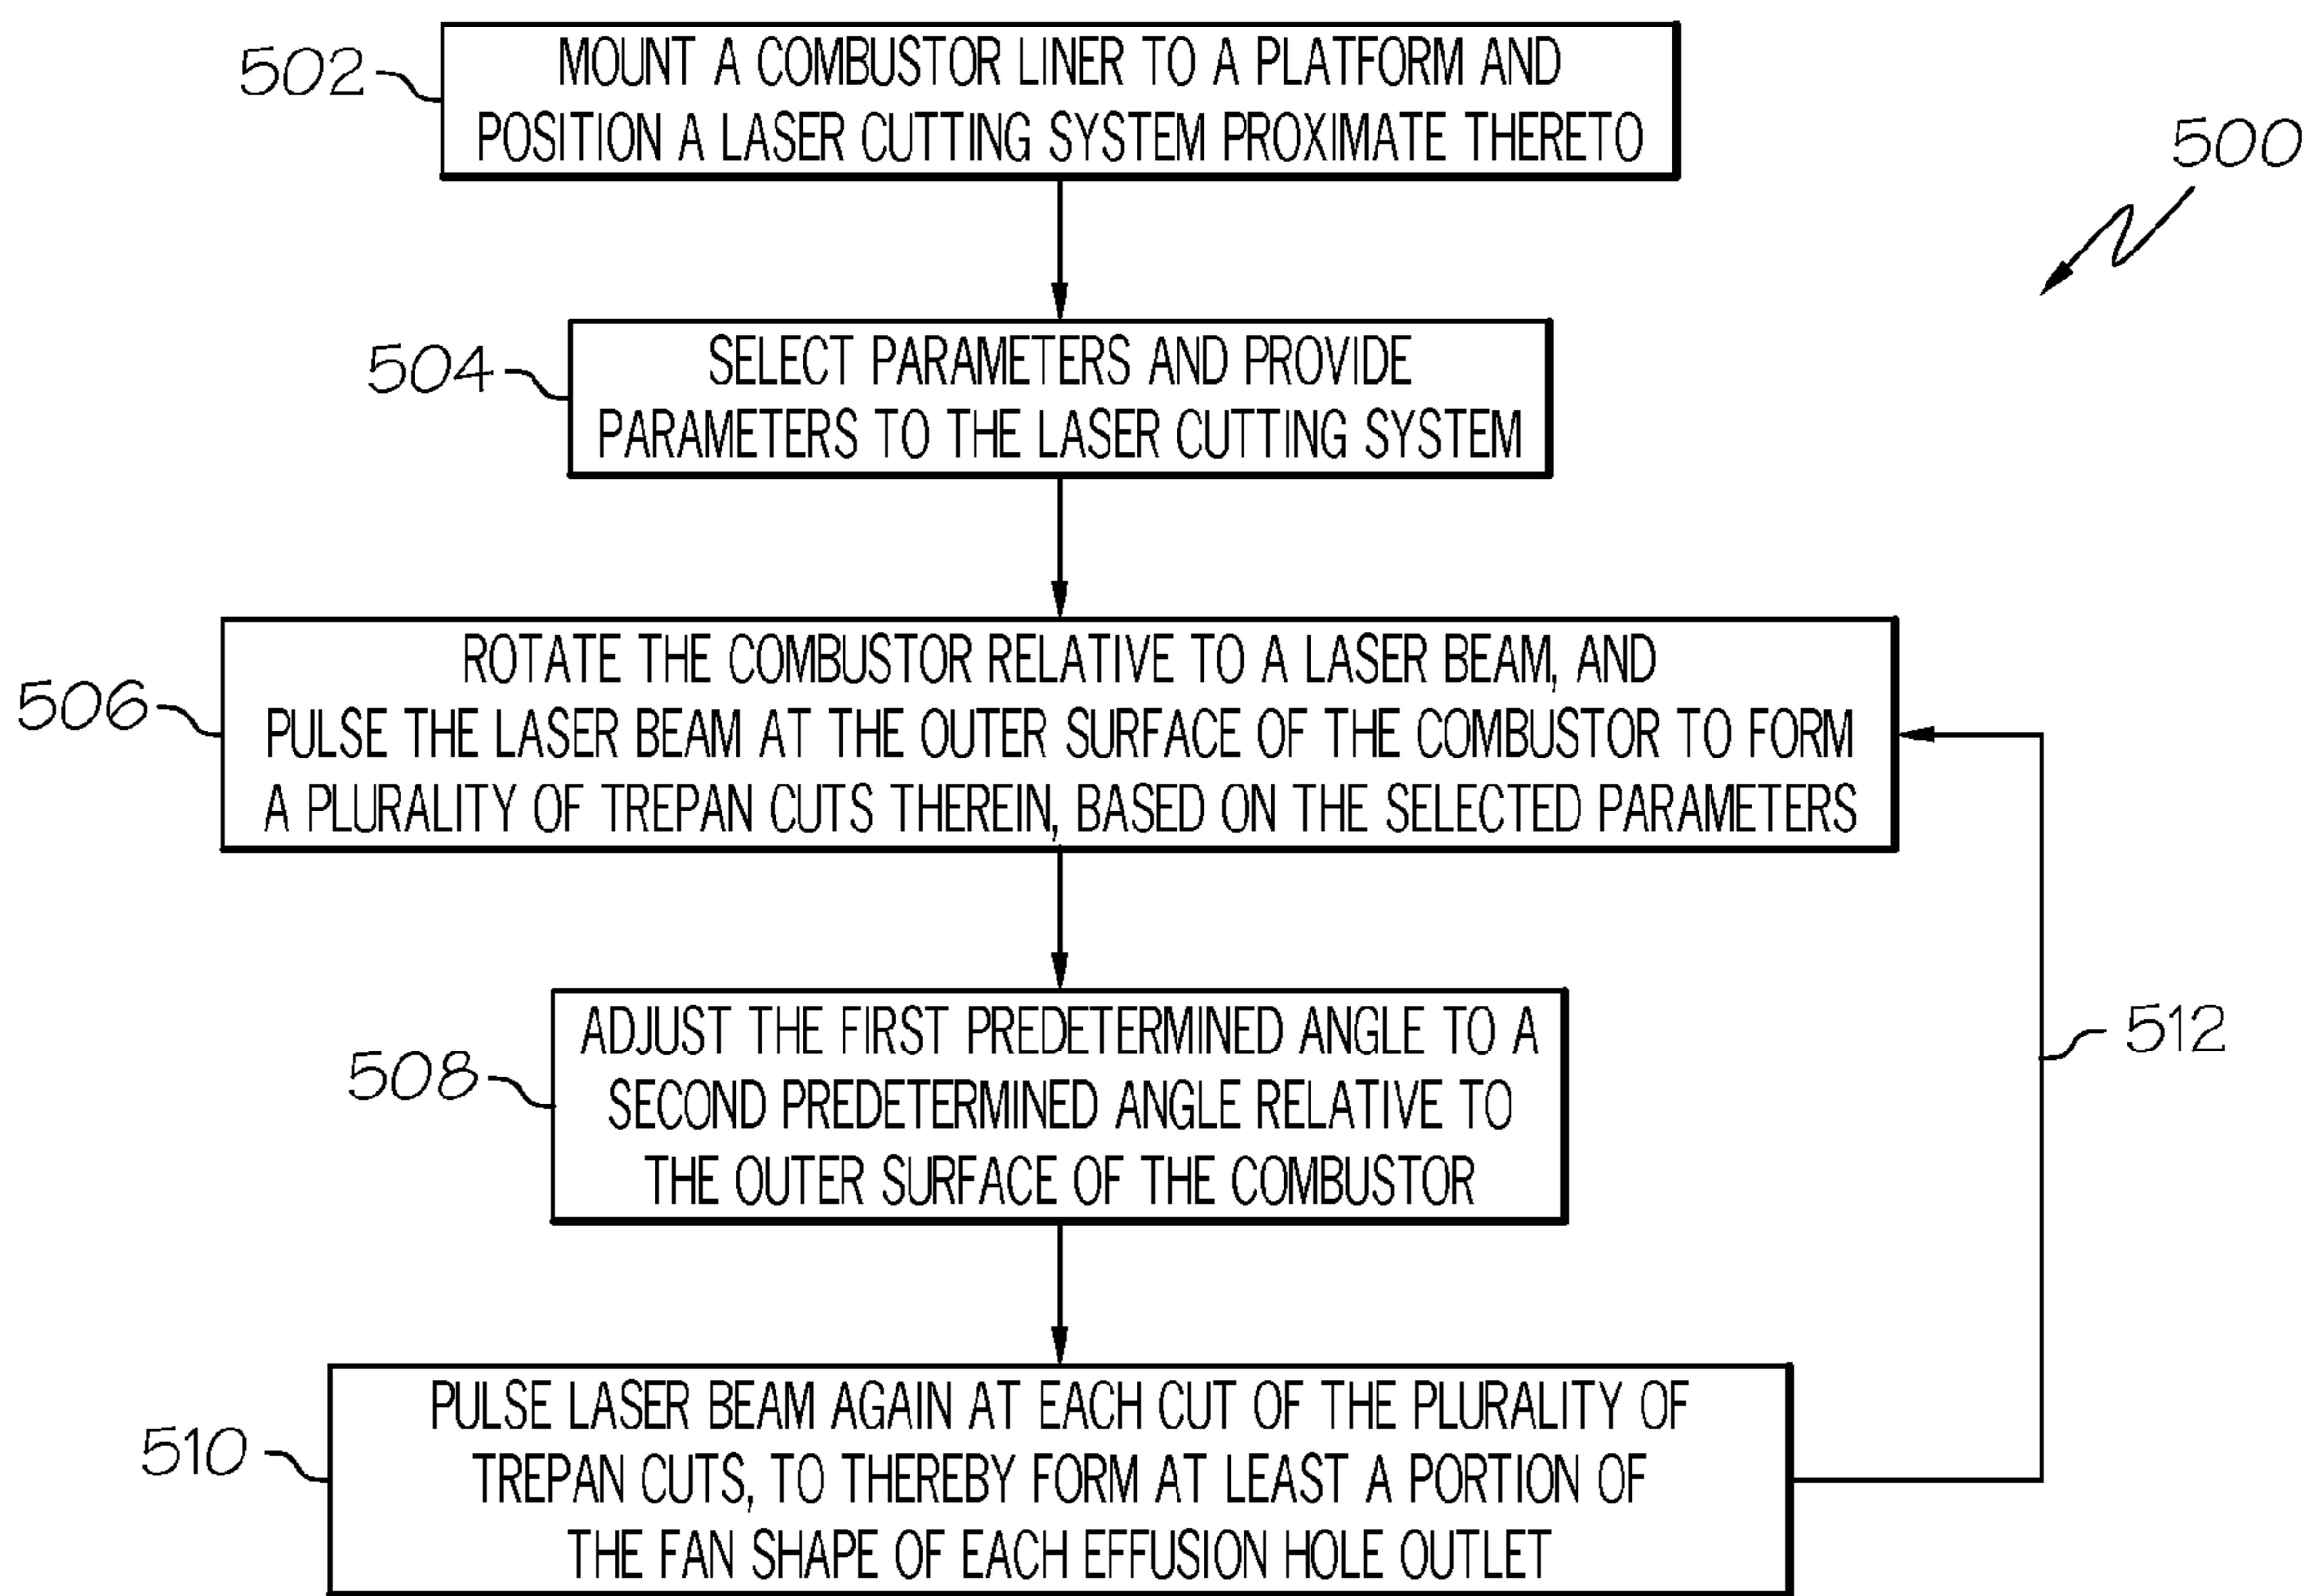 502
MOUNT A COMBUSTOR LINER TO A PLATFORM AND
POSITION A LASER CUTTING SYSTEM PROXIMATE THERETO
500
504
SELECT PARAMETERS AND PROVIDE
PARAMETERS TO THE LASER CUTTING SYSTEM
506
ROTATE THE COMBUSTOR RELATIVE TO A LASER BEAM, AND
PULSE THE LASER BEAM AT THE OUTER SURFACE OF THE COMBUSTOR TO FORM
A PLURALITY OF TREPAN CUTS THEREIN, BASED ON THE SELECTED PARAMETERS
508
ADJUST THE FIRST PREDETERMINED ANGLE TO A
SECOND PREDETERMINED ANGLE RELATIVE TO
THE OUTER SURFACE OF THE COMBUSTOR
512
510
PULSE LASER BEAM AGAIN AT EACH CUT OF THE PLURALITY OF
TREPAN CUTS, TO THEREBY FORM AT LEAST A PORTION OF
THE FAN SHAPE OF EACH EFFUSION HOLE OUTLET